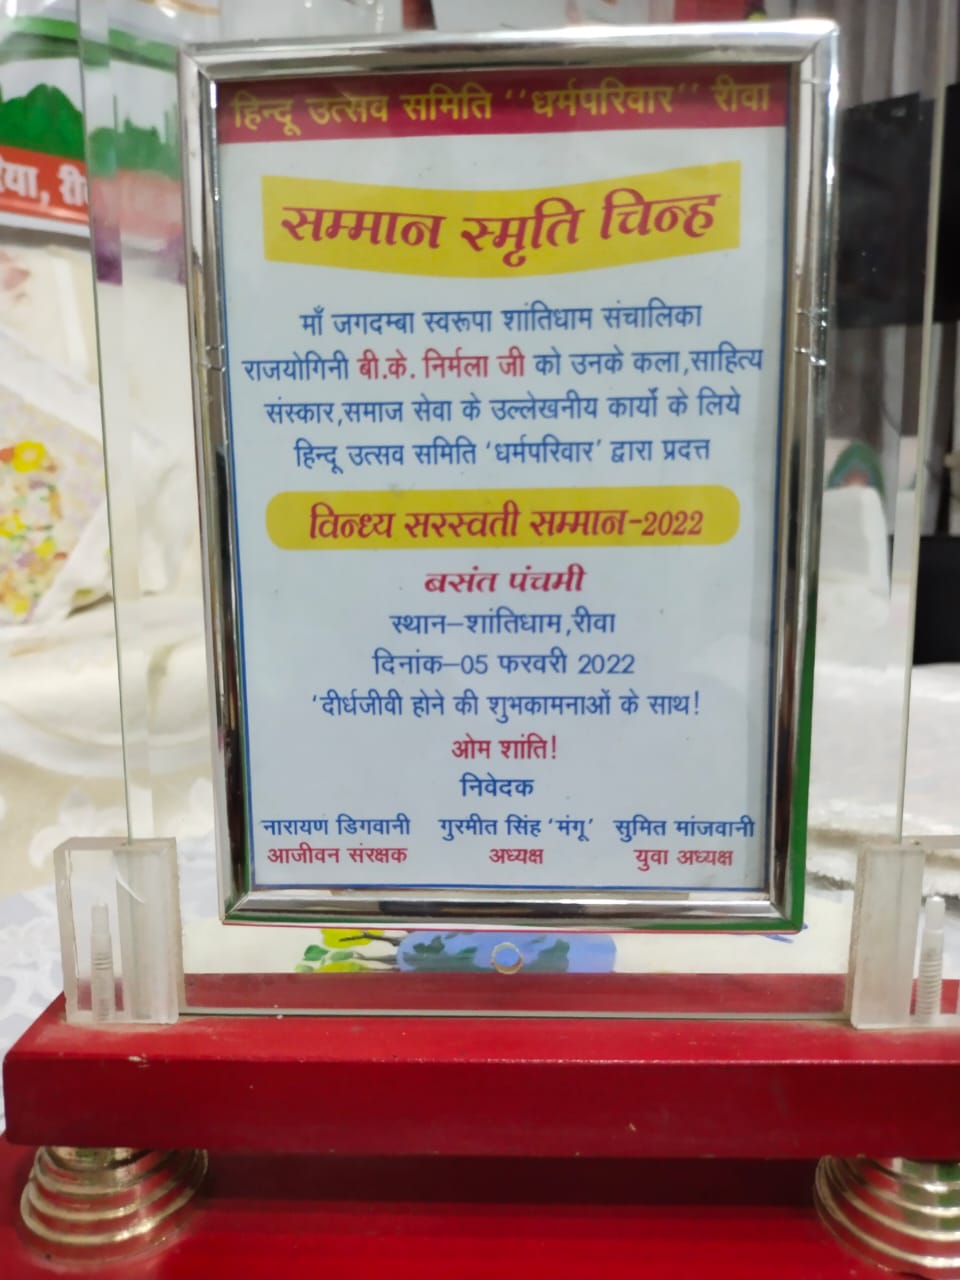 हिन्दू उत्सव समिति ''धर्मपरिवार'' रीवा
सम्मान स्मृति चिन्ह
माँ जगदम्बा स्वरूपा शांतिधाम संचालिका
राजयोगिनी बी.के. निर्मला जी को उनके कला,साहित्य
संस्कार,समाज सेवा के उल्लेखनीय कार्यो के लिये
हिन्दू उत्सव समिति 'धर्मपरिवार' द्वारा प्रदत्त
विन्ध्य सरस्वती सम्मान-2022
बसंत पंचमी
स्थान–शांतिधाम,रीवा
दिनांक–05 फरवरी 2022
'दीर्धजीवी होने की शुभकामनाओं के साथ!
ओम शांति!
निवेदक
नारायण डिगवानी गुरमीत सिंह 'मंगू' सुमित मांजवानी
आजीवन संरक्षक अध्यक्ष युवा अध्यक्ष